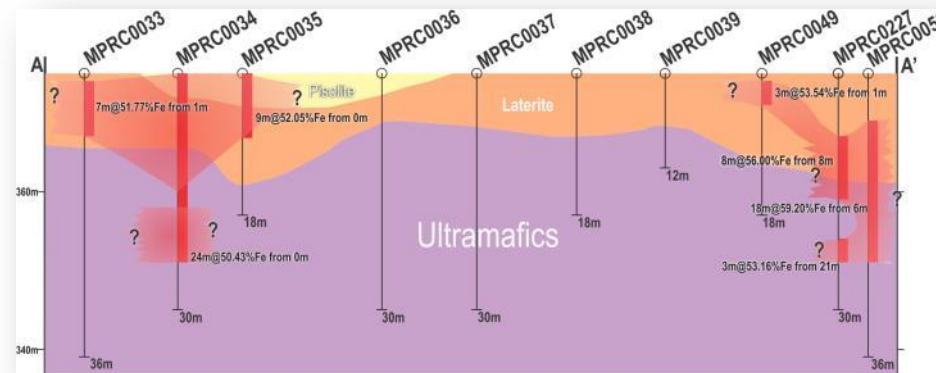 MPRC0033
MPRC0034
MPRC0035
MPRC0036
MPRC0037
MPRC0038
MPRC0039
MPRC0049
MPRC0227
MPRC005
A
A'
?
7m@51.77%Fe from 1m
9m@52.05%Fe from 0m
?
Pisolite
Laterite
?
3m@53.54%Fe from 1m
8m@56.00%Fe from 8m
?
12m
360m
18m@59.20%Fe from 6m
?
18m
18m
18m
?
?
Ultramafics
24m@50.43%Fe from 0m
?
3m@53.16%Fe from 21m
30m
30m
30m
30m
340m
36m
36m